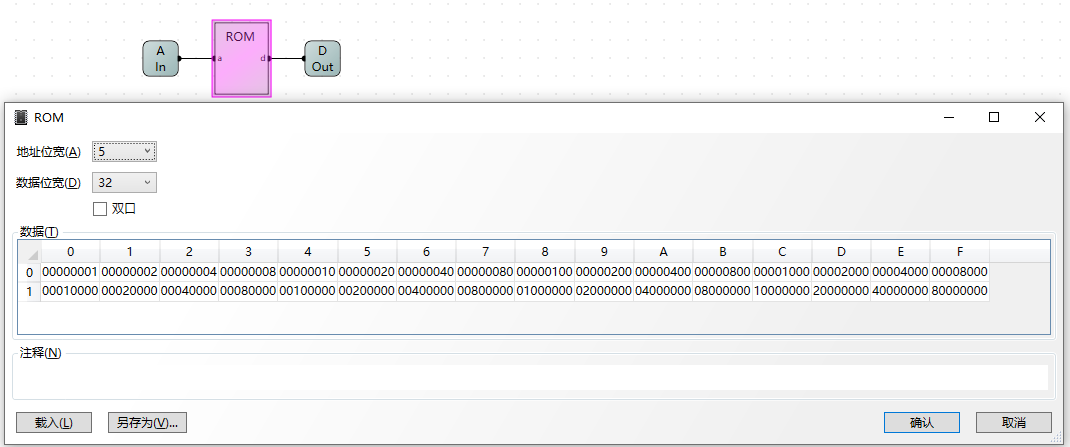 A
In
ROM
a
d
D
Out
ROM
地址位宽(A) 5
数据位宽(D) 32
双口
数据(T)
0 1 2 3 4 5 6 7 8 9 A B C D E F
0 00000001 00000002 00000004 00000008 00000010 00000020 00000040 00000080 00000100 00000200 00000400 00000800 00001000 00002000 00004000 00008000
1 00010000 00020000 00040000 00080000 00100000 00200000 00400000 00800000 01000000 02000000 04000000 08000000 10000000 20000000 40000000 80000000
注释(N)
载入(L) 另存为(V)... 确认 取消